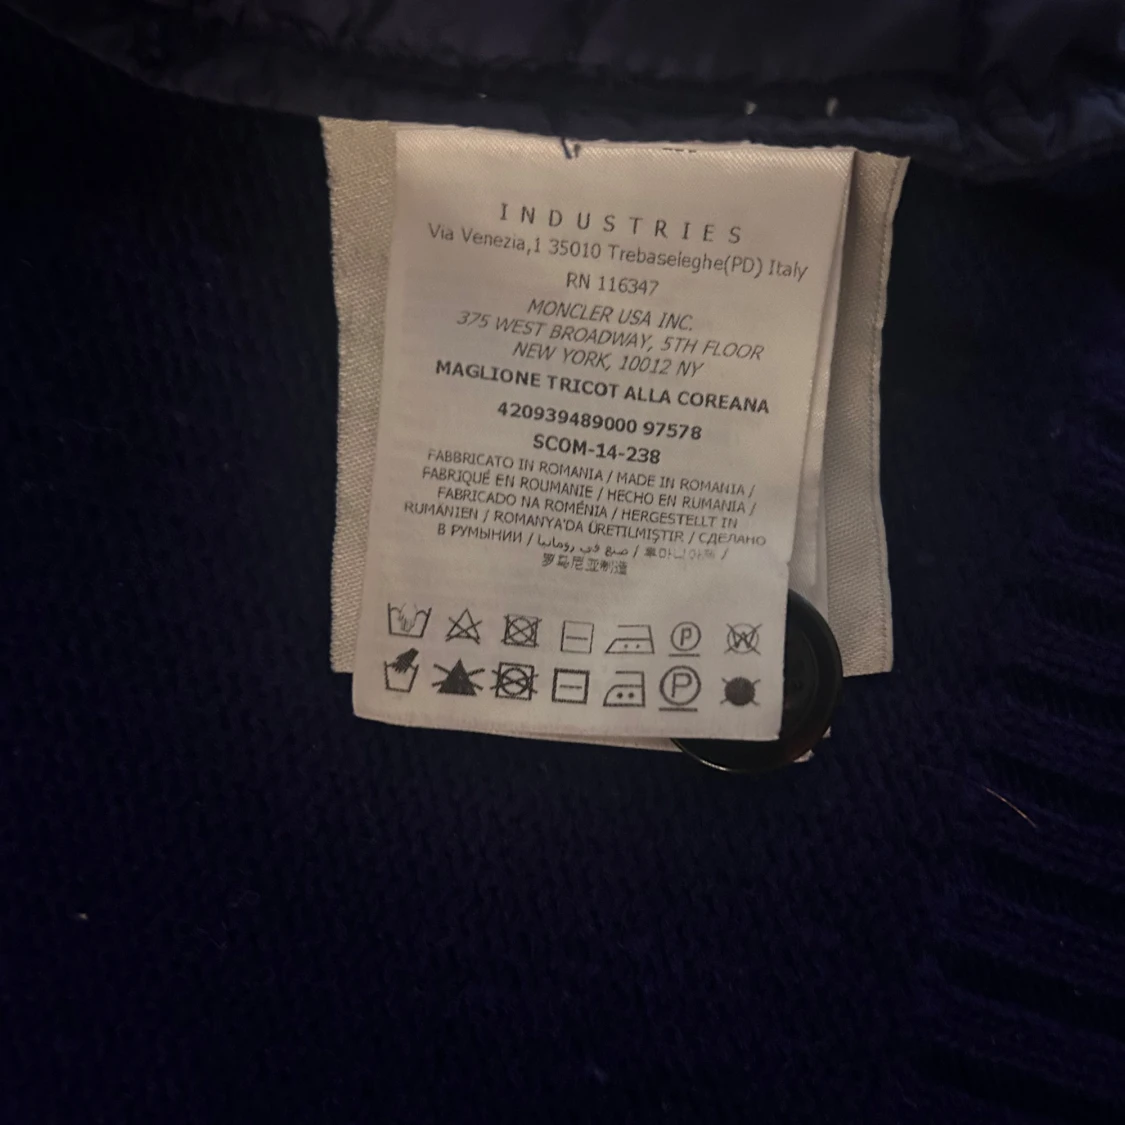 INDUSTRIES
Via Venezia,1 35010 Trebaseleghe(PD) Italy
RN 116347
MONCLER USA INC.
375 WEST BROADWAY, 5TH FLOOR
NEW YORK, 10012 NY
MAGLIONE TRICOT ALLA COREANA
420939489000 97578
SCOM-14-238
FABBRICATO IN ROMANIA / MADE IN ROMANIA /
FABRIQUÉ EN ROUMANIE / HECHO EN RUMANIA /
FABRICADO NA ROMÉNIA / HERGESTELLT IN
RUMÄNIEN / ROMANYA'DA ÜRETILMIŞTIR / СДЕЛАНО
В РУМЫНИИ / صنع في رومانيا / /
罗马尼亚制造
P W
P